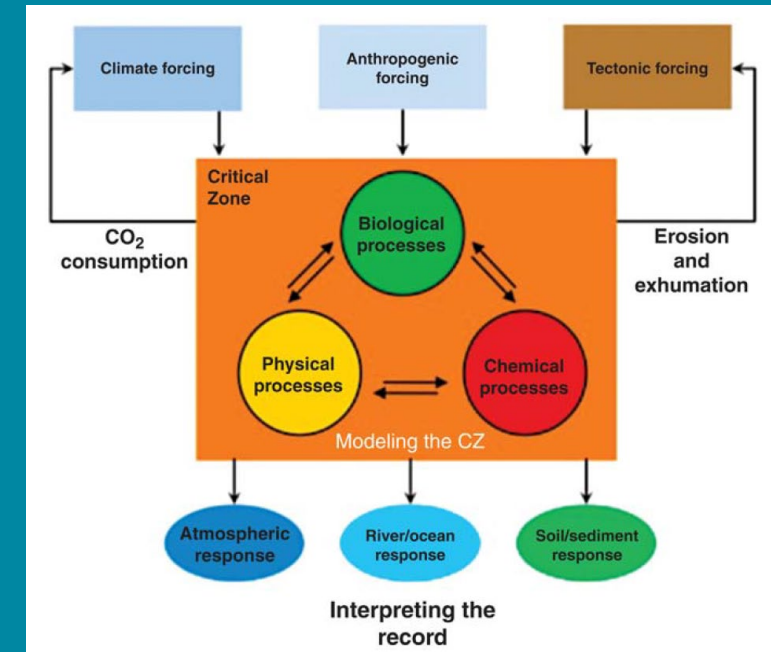 Climate forcing
Anthropogenic
forcing
Tectonic forcing
Critical
Zone
Biological
processes
CO₂
consumption
Erosion
and
exhumation
Physical
processes
Chemical
processes
Modeling the CZ
Atmospheric
response
River/ocean
response
Soil/sediment
response
Interpreting the
record